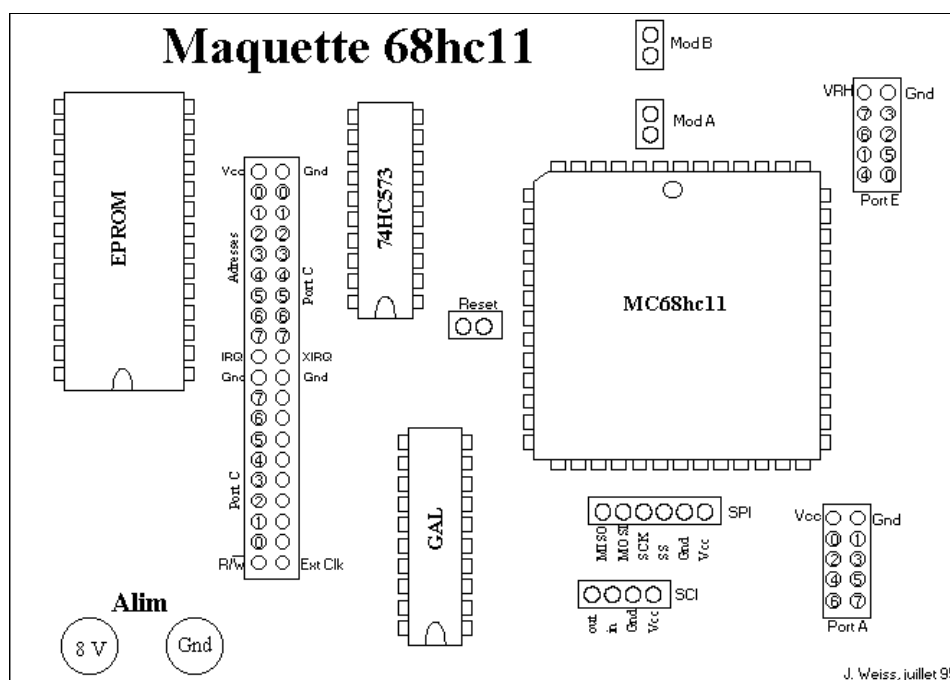 Maquette 68hc11
Mod B
Mod A
VRH Gnd
7 3
6 2
1 5
4 0
Port E
EPROM
74HC573
Vcc Gnd
0 0
1 1
2 2
3 3
4 4
5 5
6 6
7 7
Adresses
Port C
IRQ XIRQ
Gnd Gnd
7
6
5
4
3
2
1
0
Port C
R/W Ext Clk
Reset
MC68hc11
GAL
SPI
MISO
MOSI
SCK
SS
Gnd
Vcc
SCI
out
in
Gnd
Vcc
Vcc Gnd
0 1
2 3
4 5
6 7
Port A
Alim
8 V
Gnd
J. Weiss, juillet